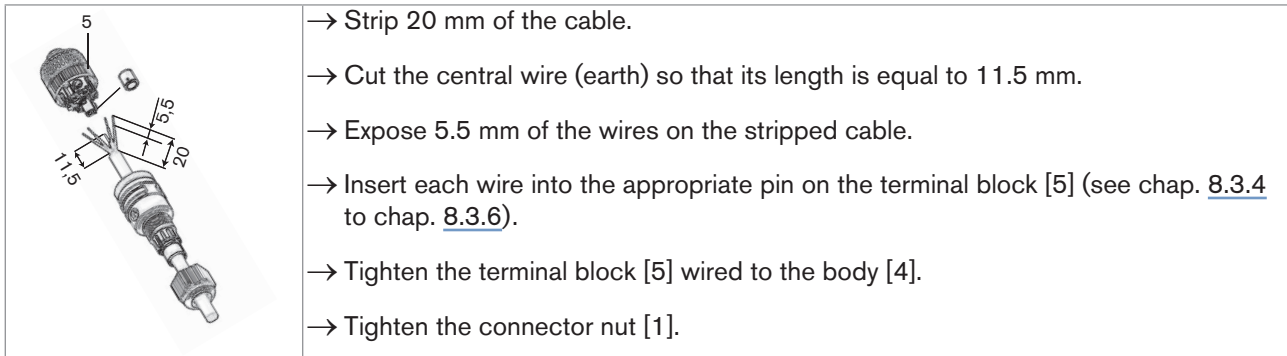 5
5,5
11,5
20
→ Strip 20 mm of the cable.
→ Cut the central wire (earth) so that its length is equal to 11.5 mm.
→ Expose 5.5 mm of the wires on the stripped cable.
→ Insert each wire into the appropriate pin on the terminal block [5] (see chap. 8.3.4
to chap. 8.3.6).
→ Tighten the terminal block [5] wired to the body [4].
→ Tighten the connector nut [1].